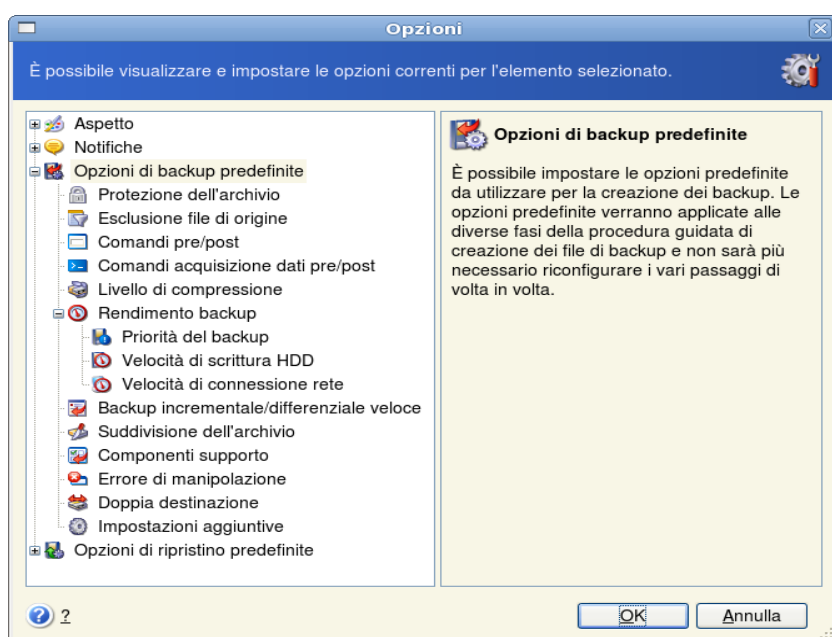 Opzioni
È possibile visualizzare e impostare le opzioni correnti per l'elemento selezionato.
Aspetto
Notifiche
Opzioni di backup predefinite
Protezione dell'archivio
Esclusione file di origine
Comandi pre/post
Comandi acquisizione dati pre/post
Livello di compressione
Rendimento backup
Priorità del backup
Velocità di scrittura HDD
Velocità di connessione rete
Backup incrementale/differenziale veloce
Suddivisione dell'archivio
Componenti supporto
Errore di manipolazione
Doppia destinazione
Impostazioni aggiuntive
Opzioni di ripristino predefinite
Opzioni di backup predefinite
È possibile impostare le opzioni predefinite
da utilizzare per la creazione dei backup. Le
opzioni predefinite verranno applicate alle
diverse fasi della procedura guidata di
creazione dei file di backup e non sarà più
necessario riconfigurare i vari passaggi di
volta in volta.
?
OK
Annulla